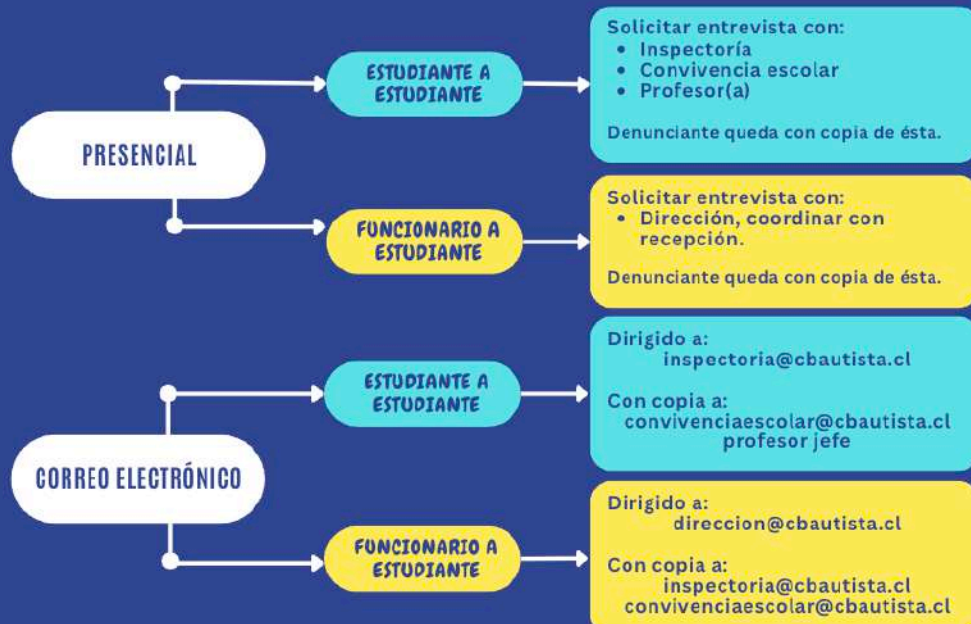 PRESENCIAL
ESTUDIANTE A
ESTUDIANTE
Solicitar entrevista con:
• Inspectoría
• Convivencia escolar
• Profesor(a)
Denunciante queda con copia de ésta.
FUNCIONARIO A
ESTUDIANTE
Solicitar entrevista con:
• Dirección, coordinar con
recepción.
Denunciante queda con copia de ésta.
CORREO ELECTRÓNICO
ESTUDIANTE A
ESTUDIANTE
Dirigido a:
inspectoria@cbautista.cl
Con copia a:
convivenciaescolar@cbautista.cl
profesor jefe
FUNCIONARIO A
ESTUDIANTE
Dirigido a:
direccion@cbautista.cl
Con copia a:
inspectoria@cbautista.cl
convivenciaescolar@cbautista.cl